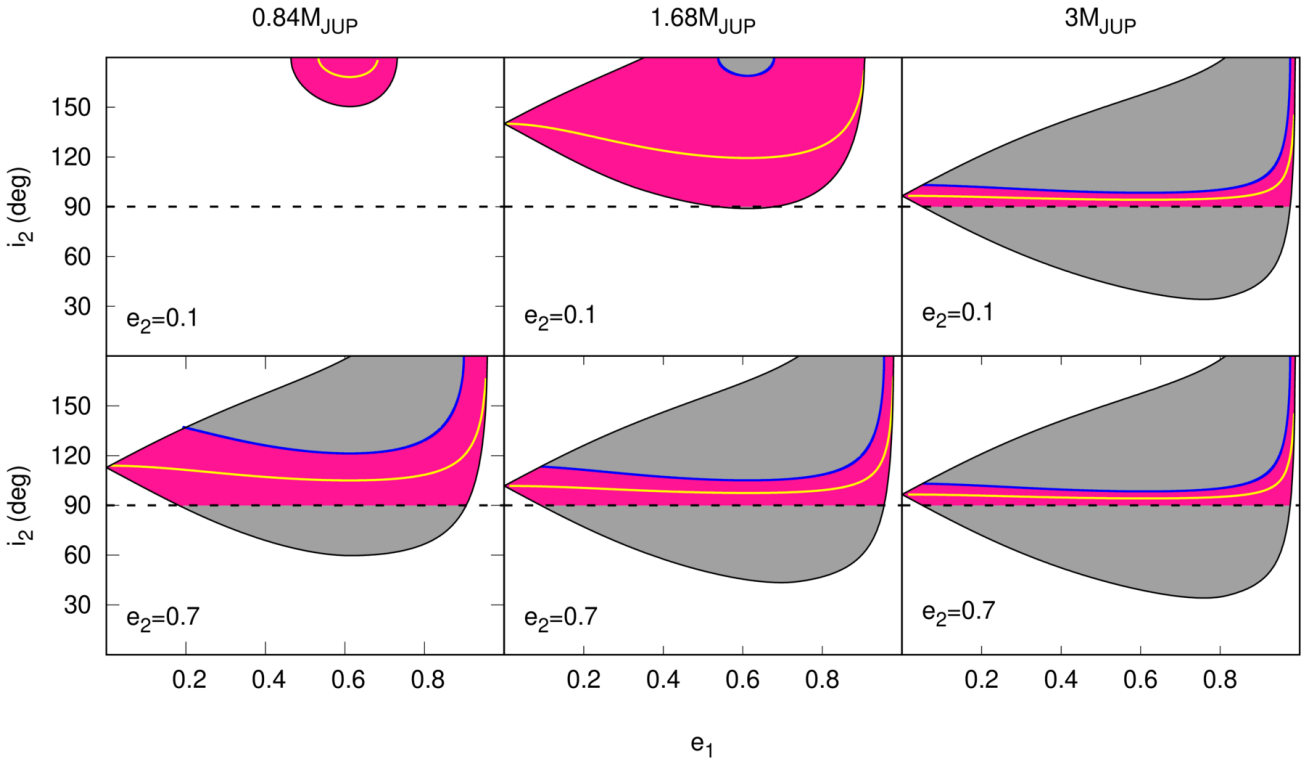 0.84M_JUP 1.68M_JUP 3M_JUP
i_2 (deg)
150
120
90
60
30
e_2=0.1 e_2=0.1 e_2=0.1
i_2 (deg)
150
120
90
60
30
e_2=0.7 e_2=0.7 e_2=0.7
0.2 0.4 0.6 0.8 0.2 0.4 0.6 0.8 0.2 0.4 0.6 0.8
e_1